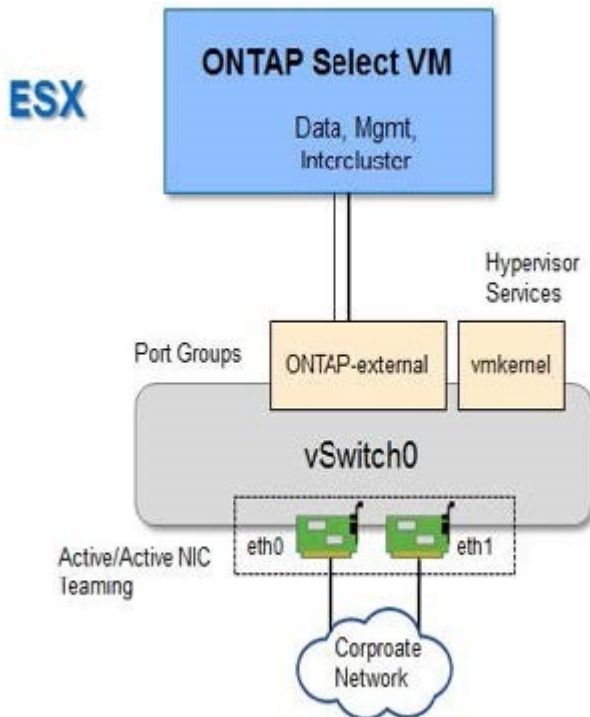 ESX
ONTAP Select VM
Data, Mgmt,
Intercluster
Hypervisor
Services
Port Groups
ONTAP-external
vmkernel
vSwitch0
eth0
eth1
Active/Active NIC
Teaming
Corproate
Network